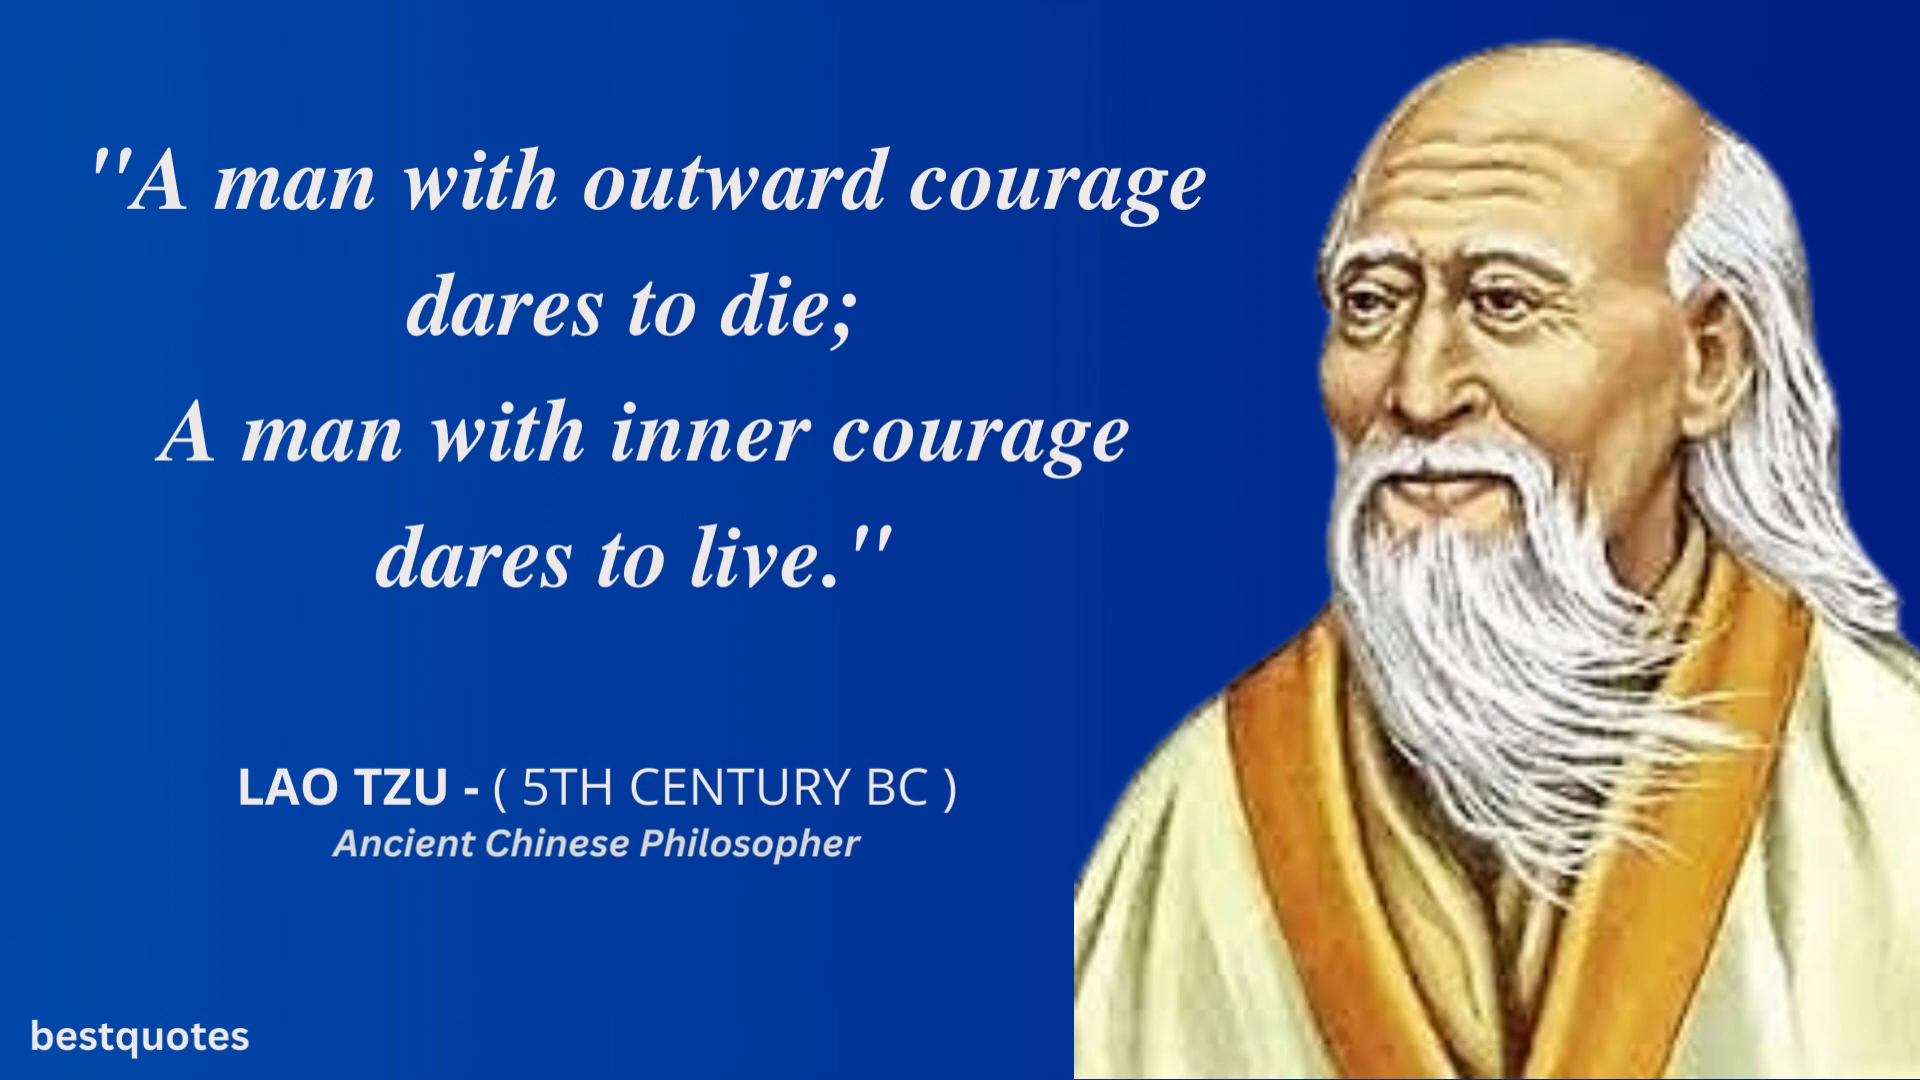 "A man with outward courage
dares to die;
A man with inner courage
dares to live."
LAO TZU - ( 5TH CENTURY BC )
Ancient Chinese Philosopher
bestquotes